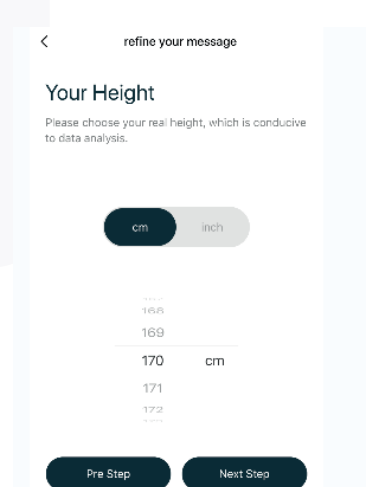 refine your message
Your Height
Please choose your real height, which is conducive
to data analysis.
cm inch
168
169
170 cm
171
172
Pre Step Next Step